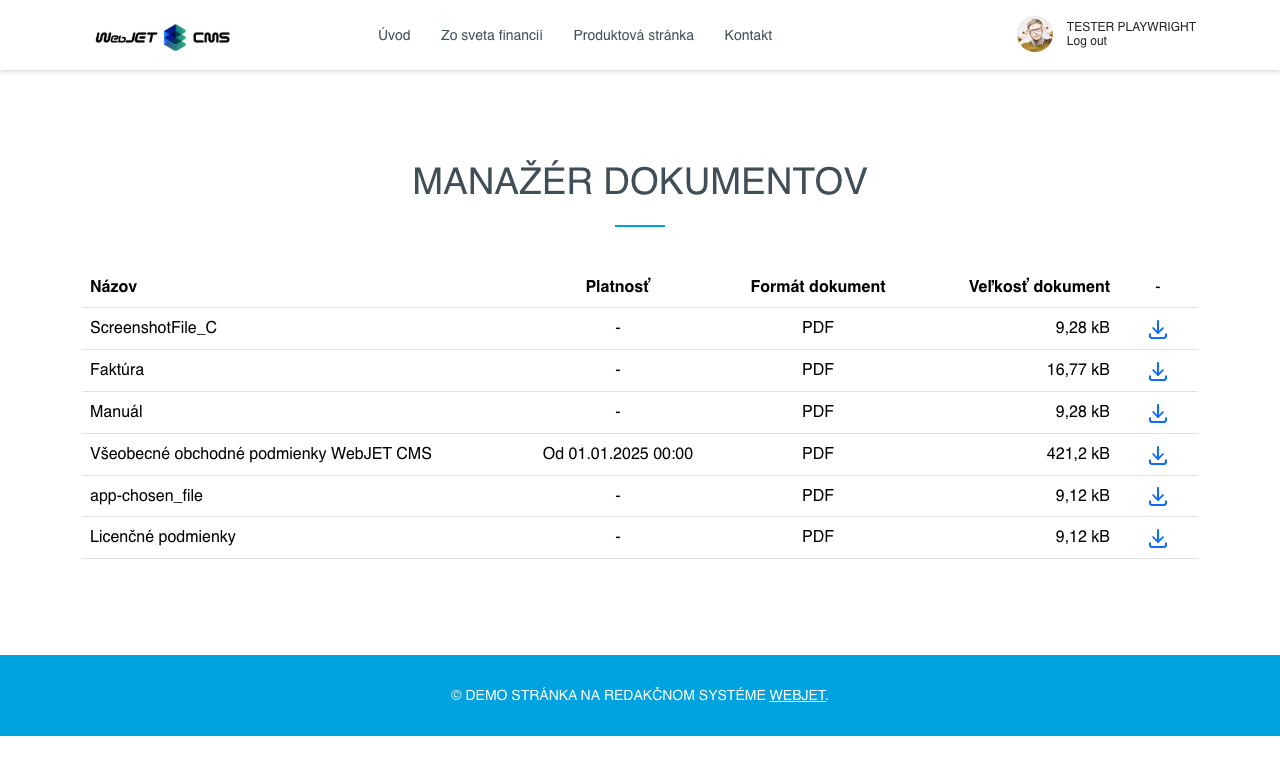 WebJET CMS
Úvod Zo sveta financií Produktová stránka Kontakt
TESTER PLAYWRIGHT
Log out
MANAŽÉR DOKUMENTOV
Názov Platnosť Formát dokument Veľkosť dokument -
ScreenshotFile_C - PDF 9,28 kB
Faktúra - PDF 16,77 kB
Manuál - PDF 9,28 kB
Všeobecné obchodné podmienky WebJET CMS Od 01.01.2025 00:00 PDF 421,2 kB
app-chosen_file - PDF 9,12 kB
Licenčné podmienky - PDF 9,12 kB
© DEMO STRÁNKA NA REDAKČNOM SYSTÉME WEBJET.